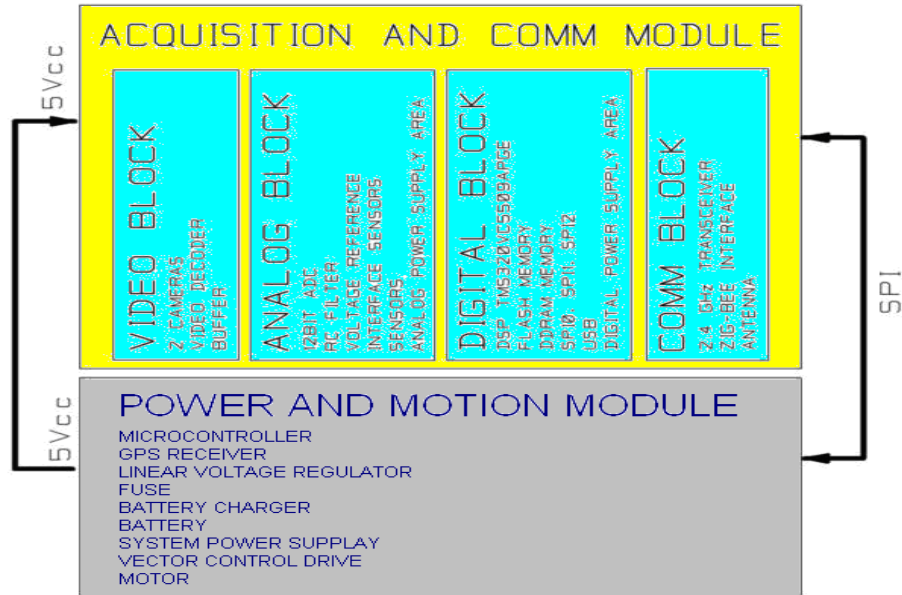 ACQUISITION AND COMM MODULE
5Vcc
VIDEO BLOCK
2 CAMERAS
VIDEO DECODER
BUFFER
ANALOG BLOCK
10BIT ADC
RC FILTER
VOLTAGE REFERENCE
INTERFACE SENSORS
SENSORS
ANALOG POWER SUPPLY AREA
DIGITAL BLOCK
DSP TMS320VC5509APGE
FLASH MEMORY
DDRAM MEMORY
SPI0, SPI1, SPI2
USB
DIGITAL POWER SUPPLY AREA
COMM BLOCK
2.4 GHz TRANSCEIVER
ZIG-BEE INTERFACE
ANTENNA
SPI
5Vcc
POWER AND MOTION MODULE
MICROCONTROLLER
GPS RECEIVER
LINEAR VOLTAGE REGULATOR
FUSE
BATTERY CHARGER
BATTERY
SYSTEM POWER SUPPLAY
VECTOR CONTROL DRIVE
MOTOR